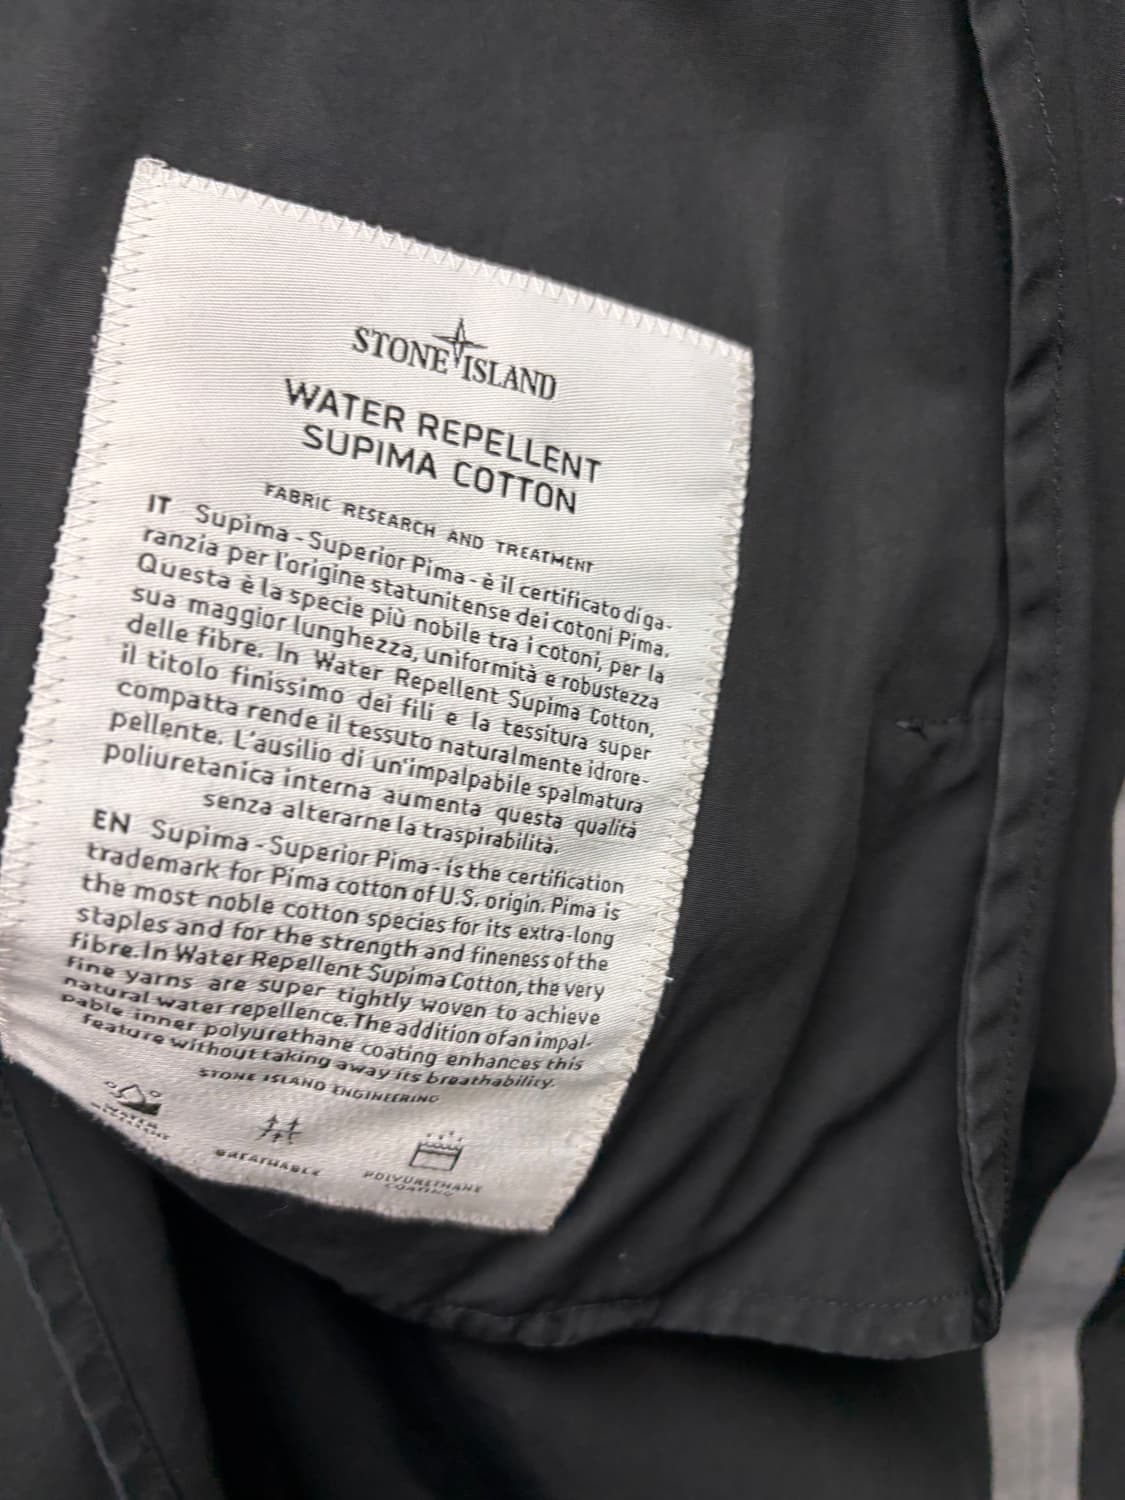 STONE ISLAND
WATER REPELLENT
SUPIMA COTTON
FABRIC RESEARCH AND TREATMENT
IT Supima - Superior Pima - è il certificato di ga-
ranzia per l'origine statunitense dei cotoni Pima.
Questa è la specie più nobile tra i cotoni, per la
sua maggior lunghezza, uniformità e robustezza
delle fibre. In Water Repellent Supima Cotton,
il titolo finissimo dei fili e la tessitura super
compatta rende il tessuto naturalmente idrore-
pellente. L'ausilio di un'impalpabile spalmatura
poliuretanica interna aumenta questa qualità
senza alterarne la traspirabilità.
EN Supima - Superior Pima - is the certification
trademark for Pima cotton of U.S. origin. Pima is
the most noble cotton species for its extra-long
staples and for the strength and fineness of the
fibre. In Water Repellent Supima Cotton, the very
fine yarns are super tightly woven to achieve
natural water repellence. The addition of an impal-
pable inner polyurethane coating enhances this
feature without taking away its breathability.
STONE ISLAND ENGINEERING
WATER
REPELLENT
BREATHABLE
POLYURETHANE
COATING